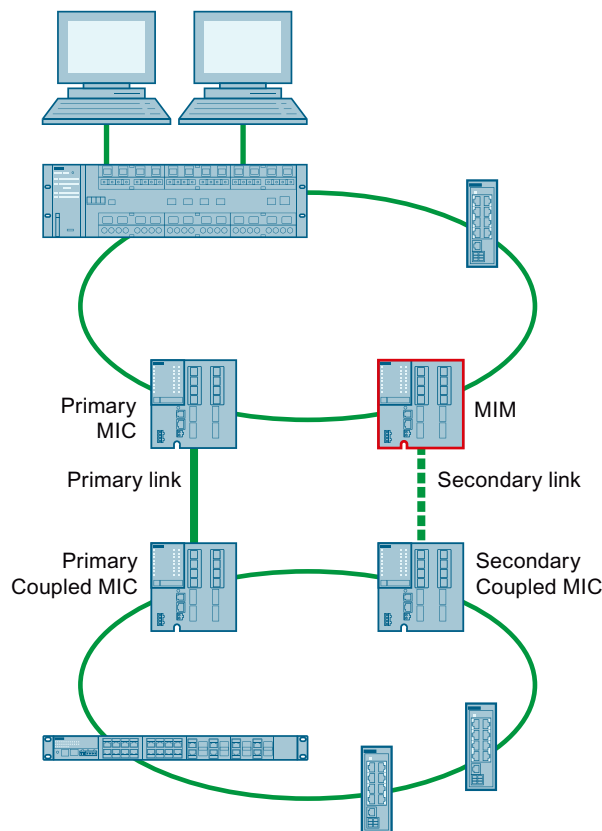 Primary
MIC
MIM
Primary link
Secondary link
Primary
Coupled MIC
Secondary
Coupled MIC